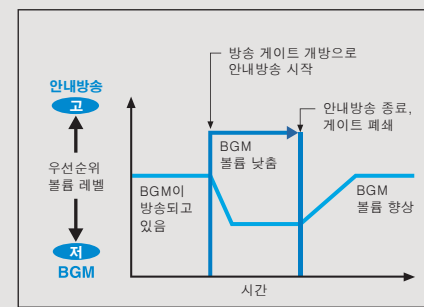 방송 게이트 개방으로
안내방송 시작
안내방송
고
안내방송 종료,
게이트 폐쇄
우선순위
볼륨 레벨
BGM
볼륨 낮춤
BGM이
방송되고
있음
BGM
볼륨 향상
저
BGM
시간